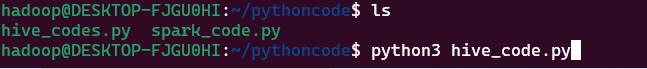 hadoop@DESKTOP-FJGU0HI:~/pythoncode$ ls
hive_codes.py  spark_code.py
hadoop@DESKTOP-FJGU0HI:~/pythoncode$ python3 hive_code.py